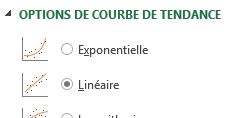 OPTIONS DE COURBE DE TENDANCE
Exponentielle
Linéaire